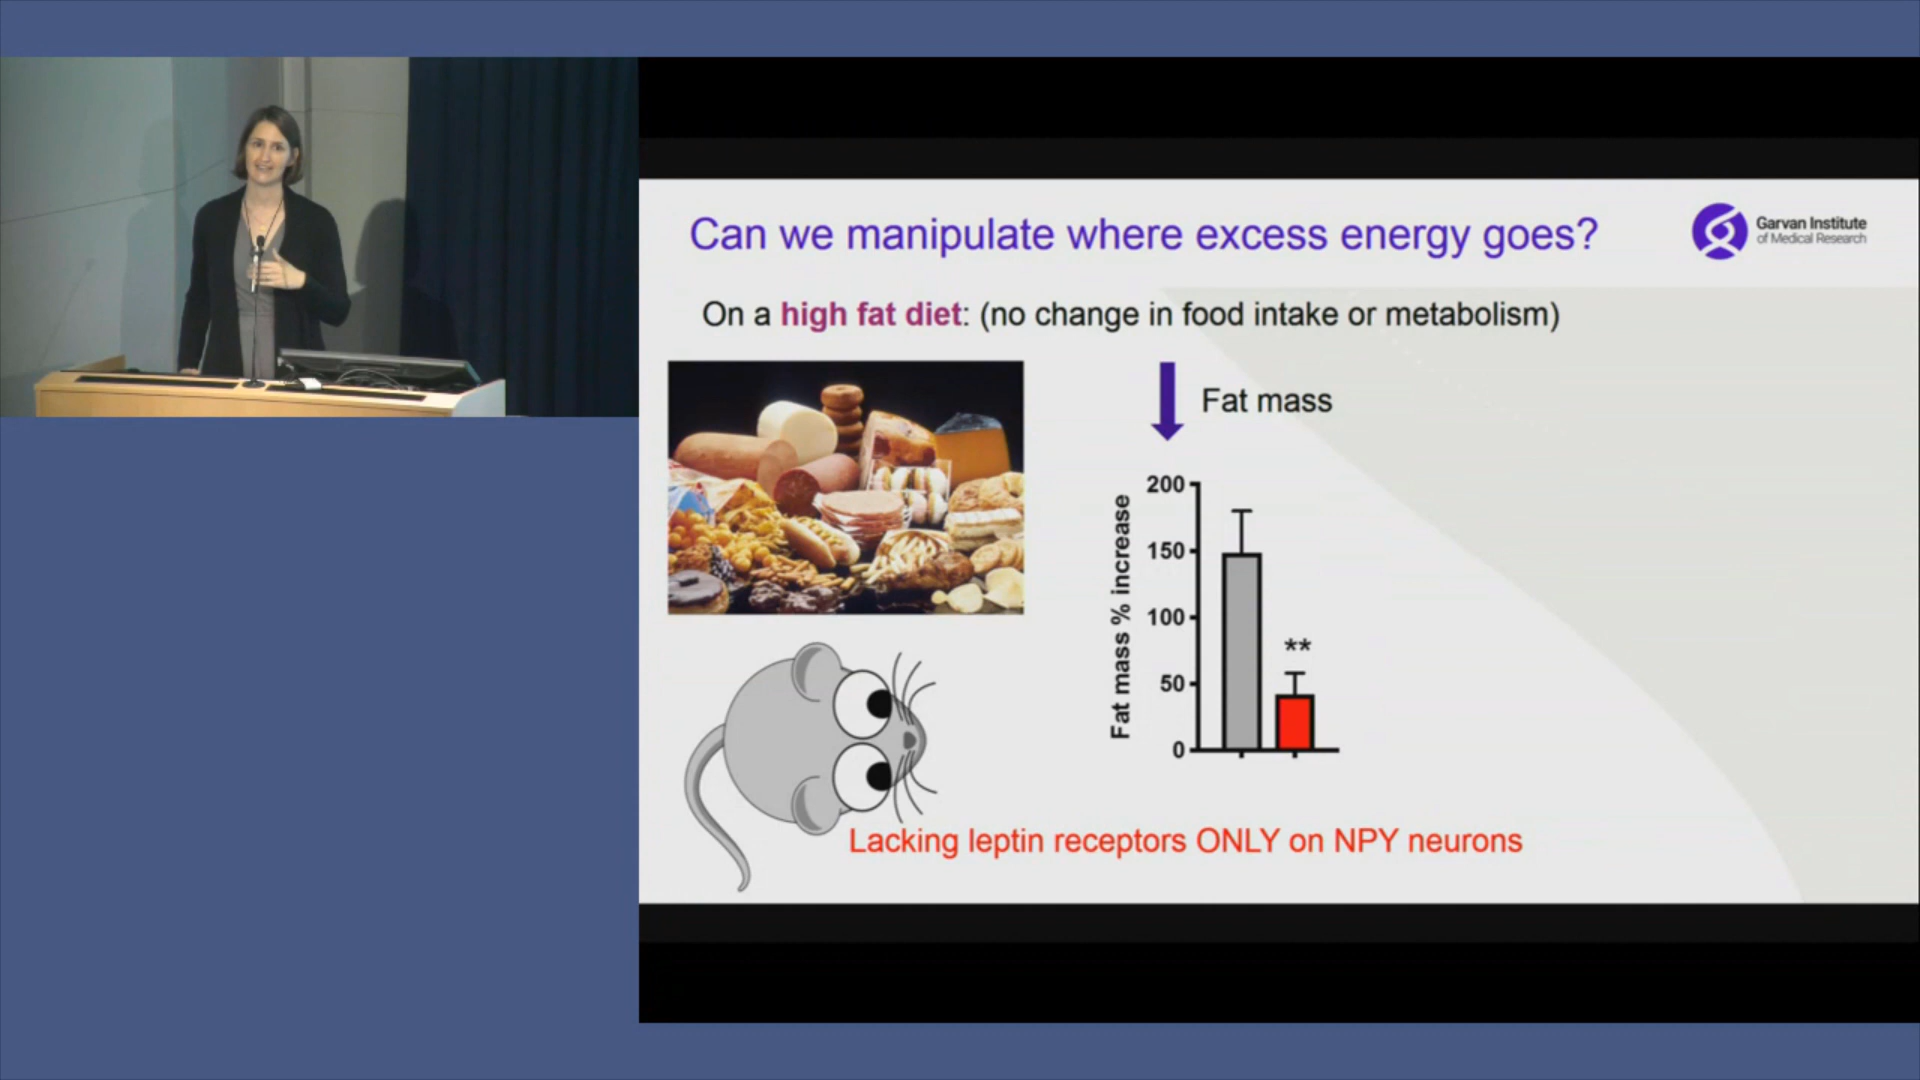 Can we manipulate where excess energy goes?
Garvan Institute
of Medical Research
On a high fat diet: (no change in food intake or metabolism)
Fat mass
200
150
100
50
0
Fat mass % increase
**
Lacking leptin receptors ONLY on NPY neurons